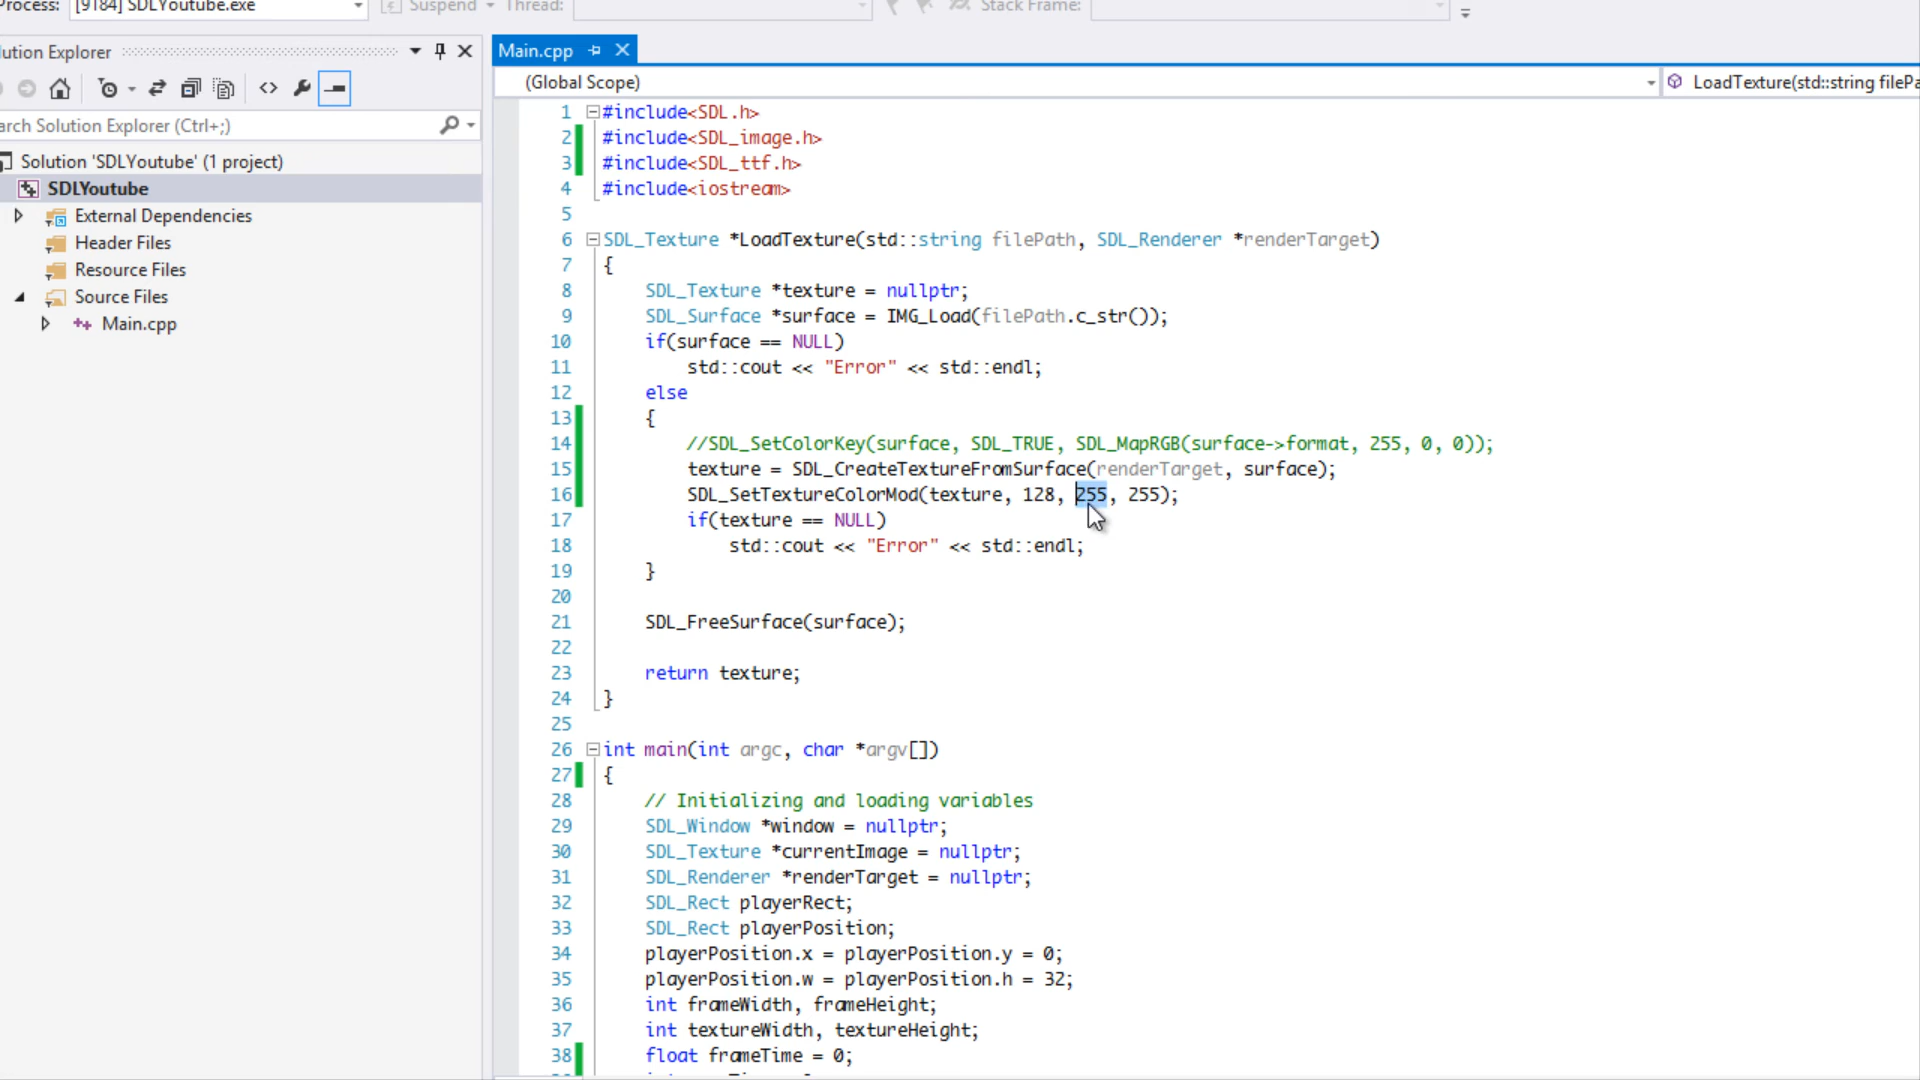 Process: [9184] SDLYoutube.exe Suspend Thread: Stack Frame:
lution Explorer
arch Solution Explorer (Ctrl+;)
Solution 'SDLYoutube' (1 project)
SDLYoutube
External Dependencies
Header Files
Resource Files
Source Files
Main.cpp
Main.cpp
(Global Scope) LoadTexture(std::string filePa
1 #include<SDL.h>
2 #include<SDL_image.h>
3 #include<SDL_ttf.h>
4 #include<iostream>
5
6 SDL_Texture *LoadTexture(std::string filePath, SDL_Renderer *renderTarget)
7 {
8 SDL_Texture *texture = nullptr;
9 SDL_Surface *surface = IMG_Load(filePath.c_str());
10 if(surface == NULL)
11 std::cout << "Error" << std::endl;
12 else
13 {
14 //SDL_SetColorKey(surface, SDL_TRUE, SDL_MapRGB(surface->format, 255, 0, 0));
15 texture = SDL_CreateTextureFromSurface(renderTarget, surface);
16 SDL_SetTextureColorMod(texture, 128, 255, 255);
17 if(texture == NULL)
18 std::cout << "Error" << std::endl;
19 }
20
21 SDL_FreeSurface(surface);
22
23 return texture;
24 }
25
26 int main(int argc, char *argv[])
27 {
28 // Initializing and loading variables
29 SDL_Window *window = nullptr;
30 SDL_Texture *currentImage = nullptr;
31 SDL_Renderer *renderTarget = nullptr;
32 SDL_Rect playerRect;
33 SDL_Rect playerPosition;
34 playerPosition.x = playerPosition.y = 0;
35 playerPosition.w = playerPosition.h = 32;
36 int frameWidth, frameHeight;
37 int textureWidth, textureHeight;
38 float frameTime = 0;